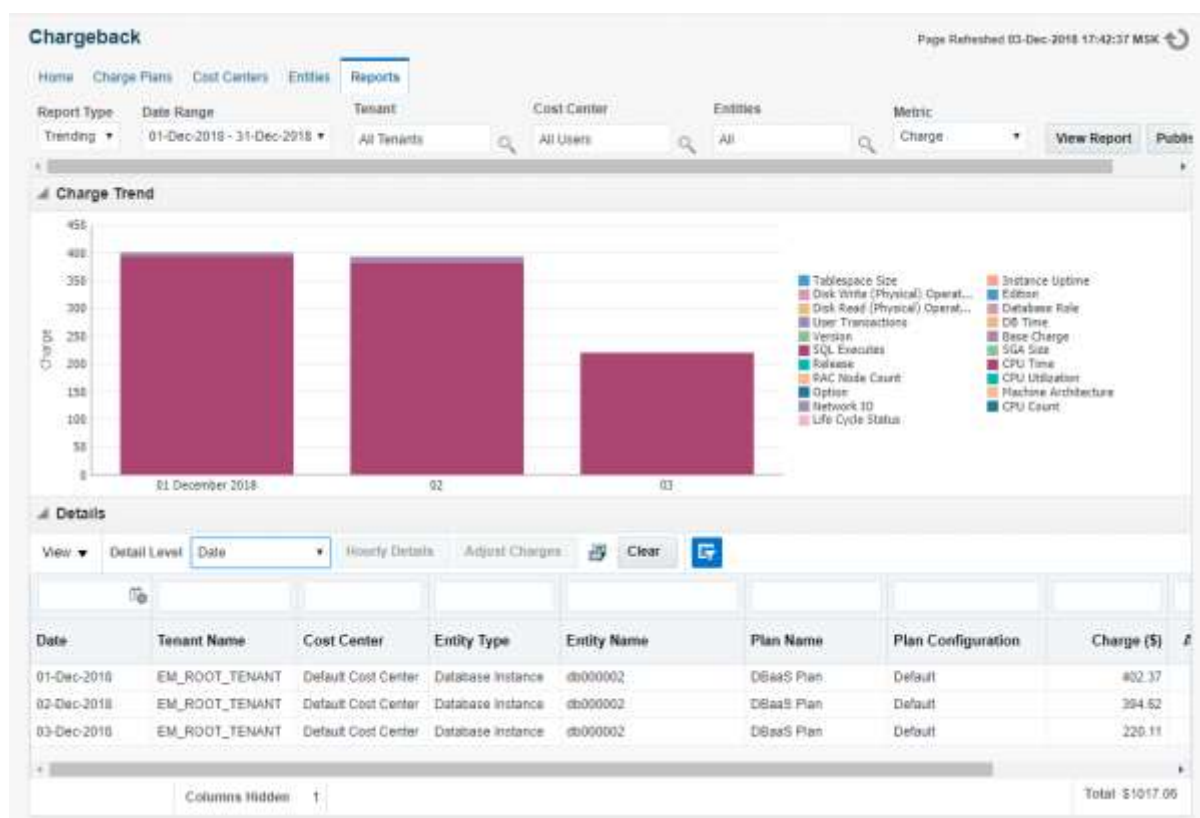 Chargeback
Page Refreshed 03-Dec-2018 17:42:37 MSK
Home Charge Plans Cost Centers Entities Reports
Report Type Date Range Tenant Cost Center Entities Metric
Trending 01-Dec-2018 - 31-Dec-2018 All Tenants All Users All Charge View Report Publis
Charge Trend
450
400
350
300
250
200
150
100
50
0
Charge
01 December 2018 02 03
Tablespace Size
Disk Write (Physical) Operat...
Disk Read (Physical) Operat...
User Transactions
Version
SQL Executes
Release
RAC Node Count
Option
Network IO
Life Cycle Status
Instance Uptime
Edition
Database Role
DB Time
Base Charge
SGA Size
CPU Time
CPU Utilization
Machine Architecture
CPU Count
Details
View Detail Level Date Hourly Details Adjust Charges Clear
Date Tenant Name Cost Center Entity Type Entity Name Plan Name Plan Configuration Charge ($) A
01-Dec-2018 EM_ROOT_TENANT Default Cost Center Database Instance db000002 DBaaS Plan Default 402.37
02-Dec-2018 EM_ROOT_TENANT Default Cost Center Database Instance db000002 DBaaS Plan Default 394.62
03-Dec-2018 EM_ROOT_TENANT Default Cost Center Database Instance db000002 DBaaS Plan Default 220.11
Columns Hidden 1 Total $1017.06